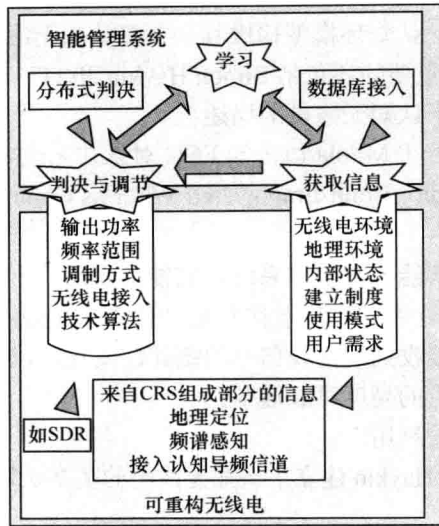 智能管理系统
学习
分布式判决
数据库接入
判决与调节
获取信息
输出功率
频率范围
调制方式
无线电接入
技术算法
无线电环境
地理环境
内部状态
建立制度
使用模式
用户需求
来自CRS组成部分的信息
地理定位
频谱感知
接入认知导频信道
如SDR
可重构无线电